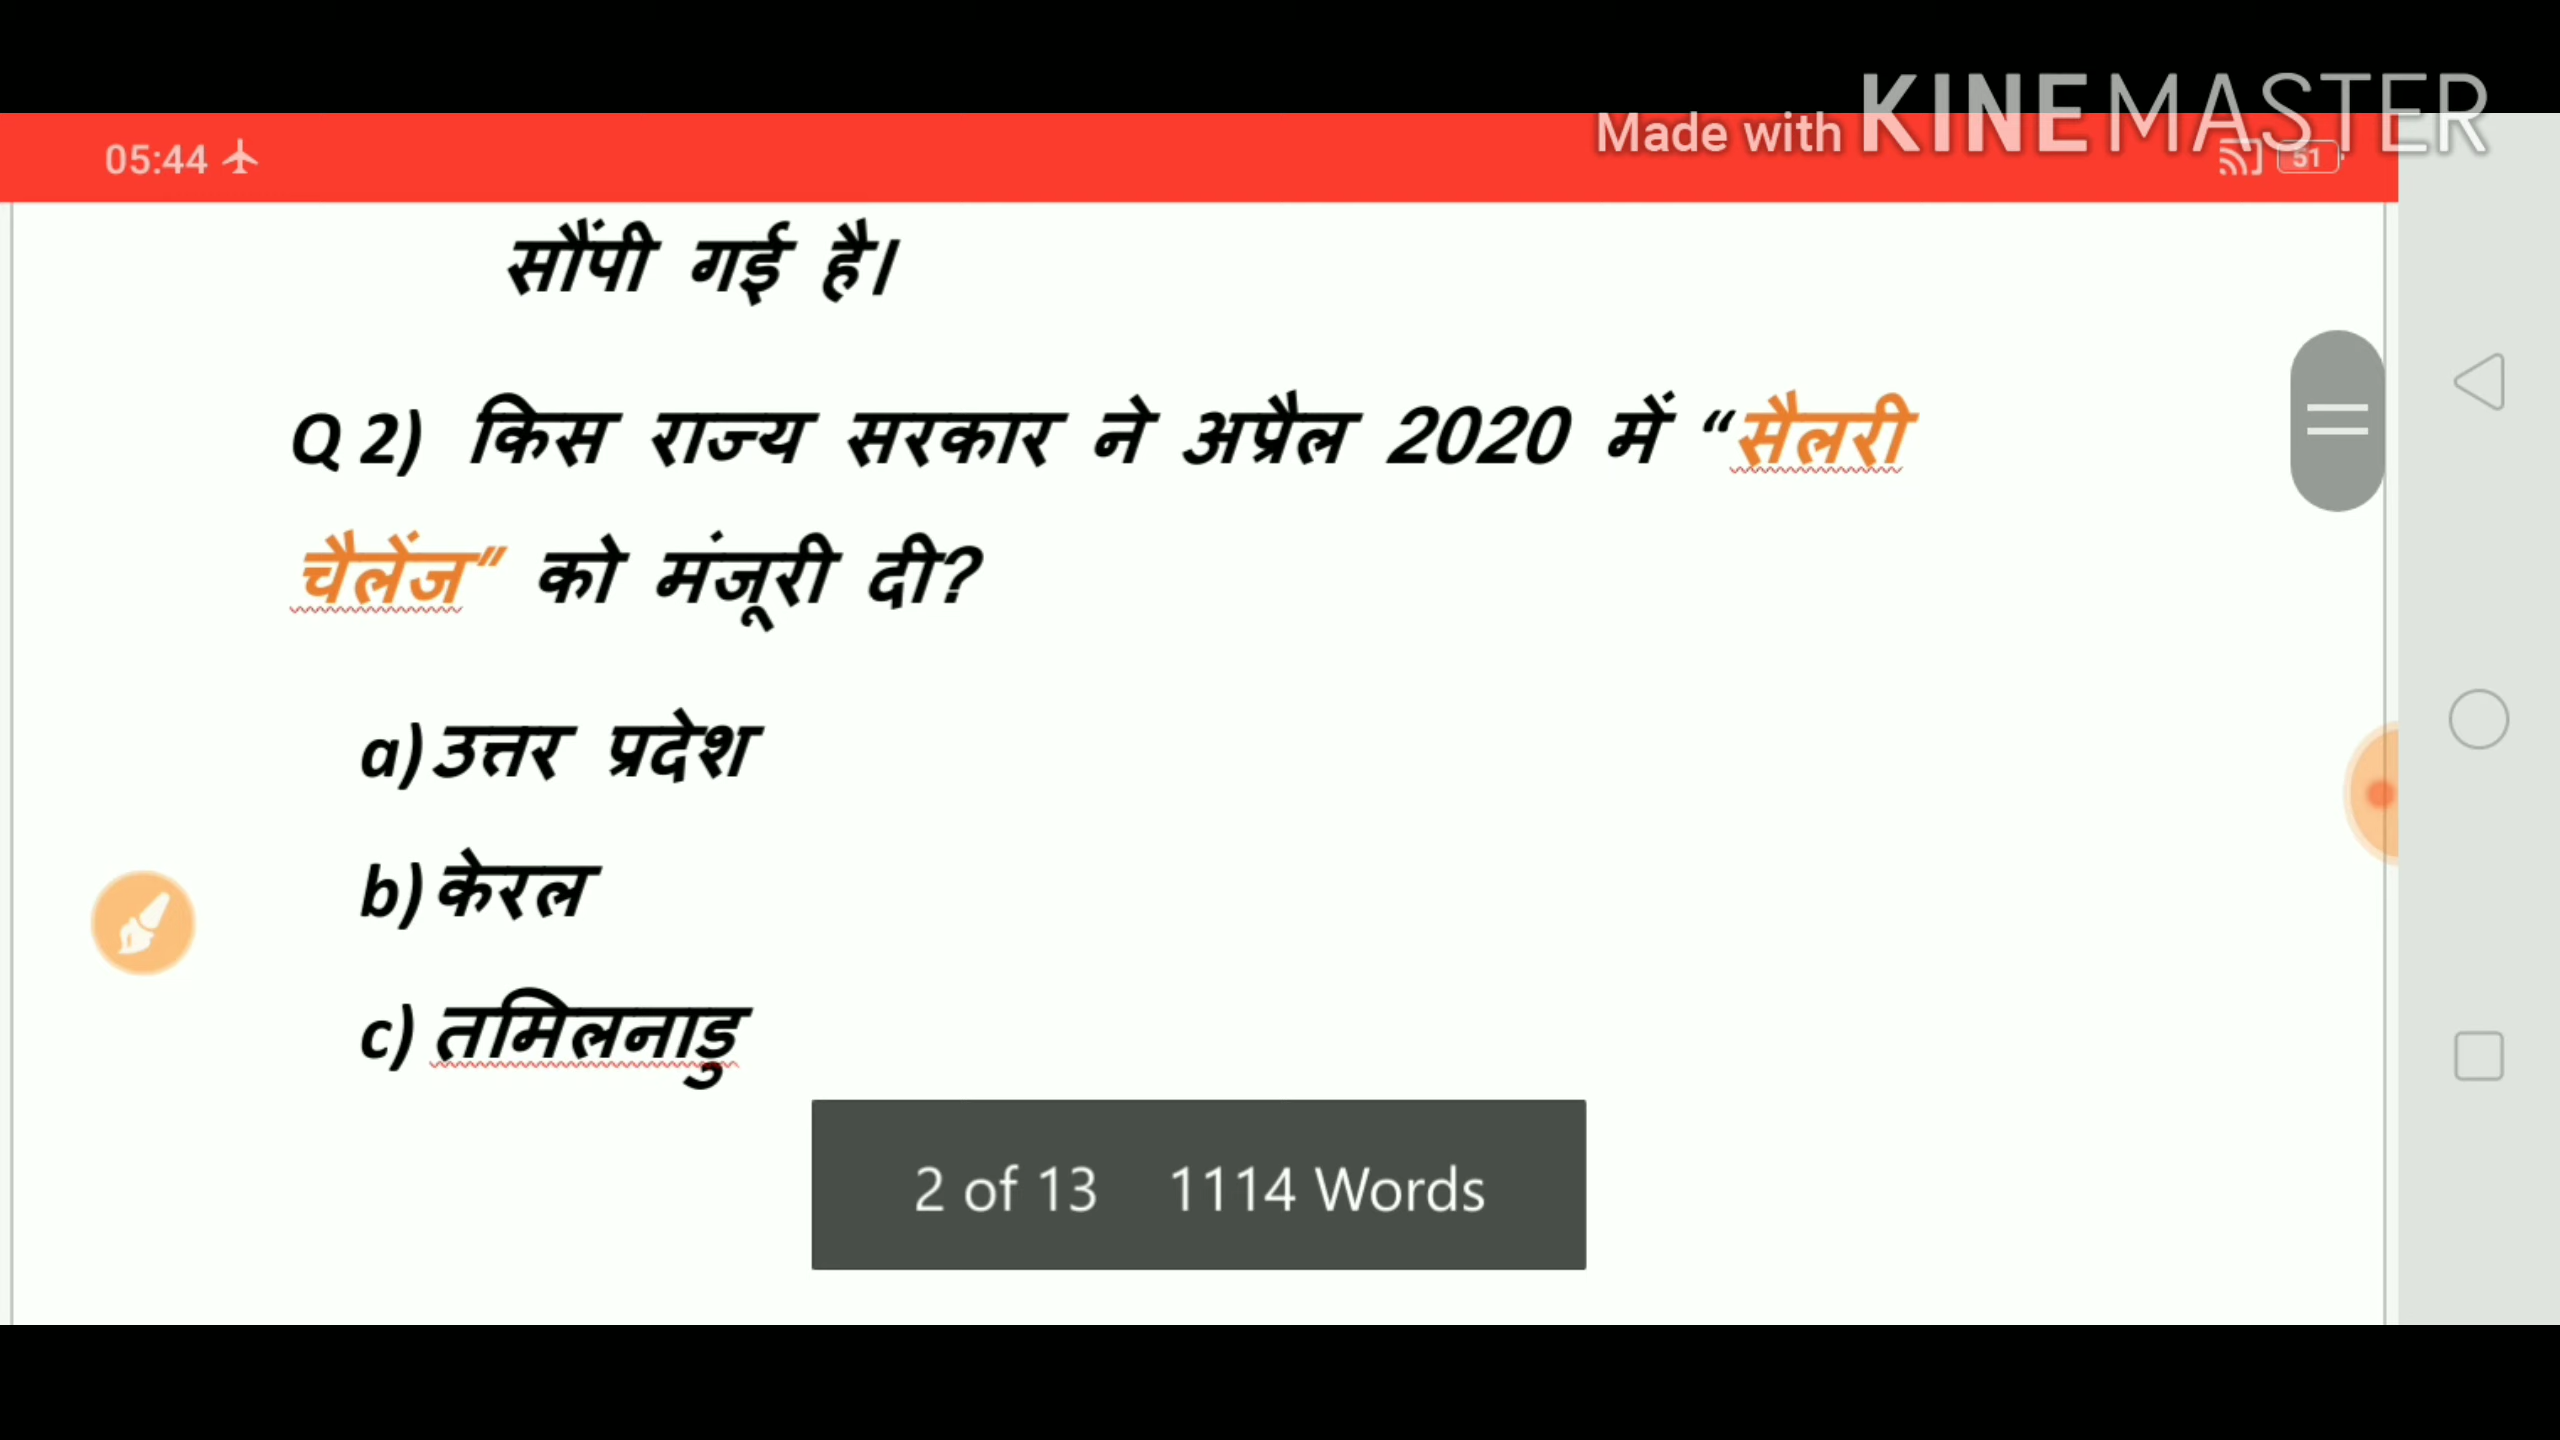 Made with KINEMASTER
05:44
51
सौंपी गई है।
Q 2) किस राज्य सरकार ने अप्रैल 2020 में “सैलरी
चैलेंज” को मंजूरी दी?
a) उत्तर प्रदेश
b) केरल
c) तमिलनाडु
2 of 13 1114 Words